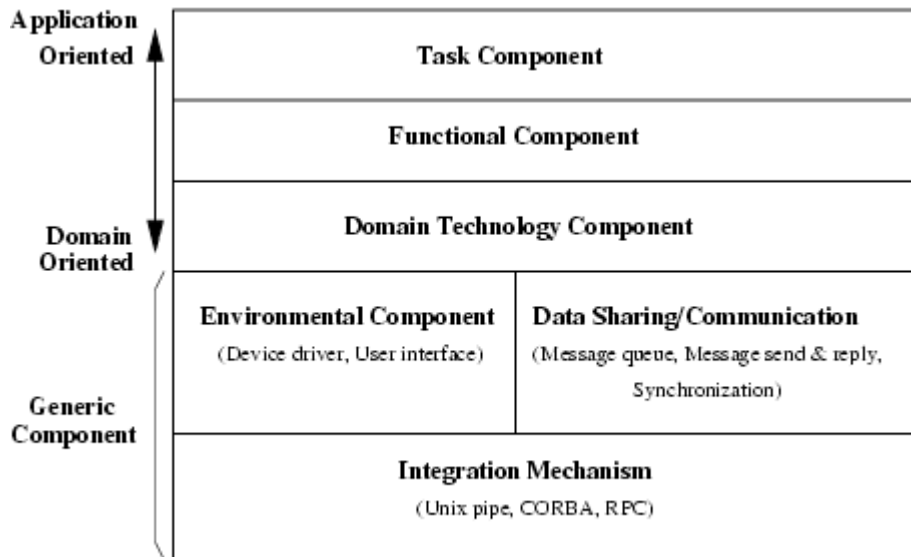 Application
Oriented
Task Component
Functional Component
Domain Technology Component
Domain
Oriented
Environmental Component
(Device driver, User interface)
Data Sharing/Communication
(Message queue, Message send & reply,
Synchronization)
Generic
Component
Integration Mechanism
(Unix pipe, CORBA, RPC)